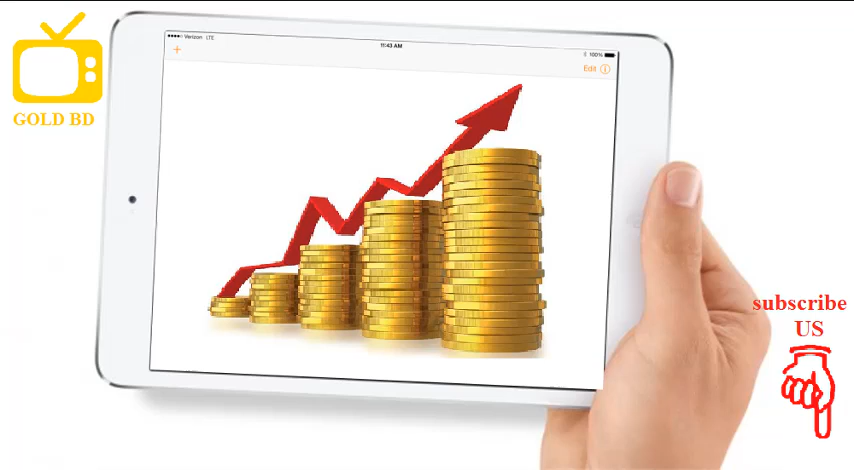 Verizon LTE
11:43 AM
100%
Edit
GOLD BD
subscribe
US